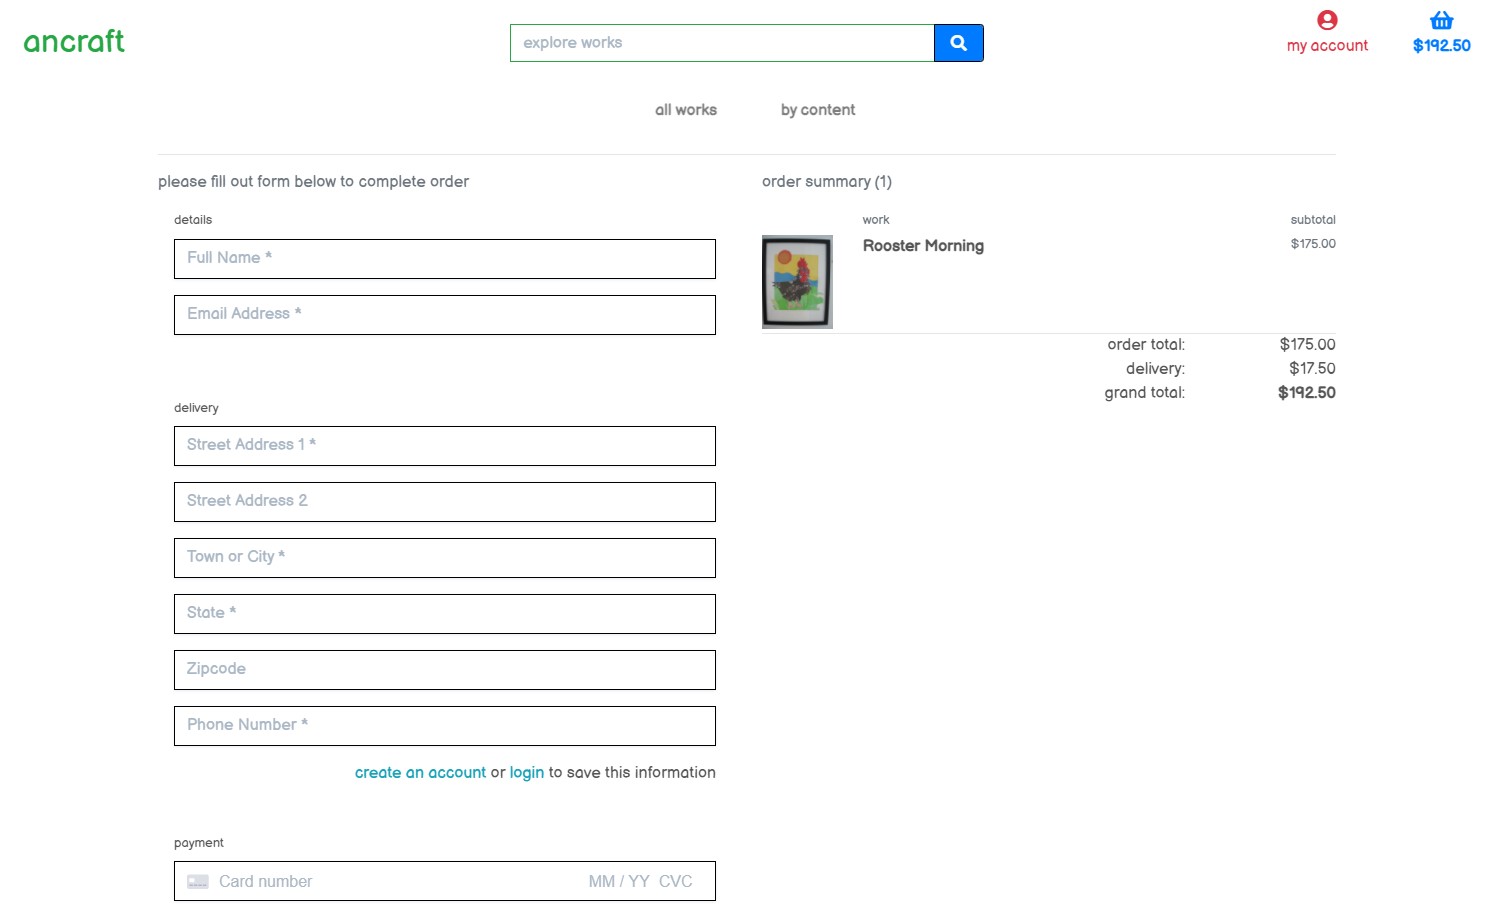 ancraft
explore works
my account
$192.50
all works
by content
please fill out form below to complete order
details
Full Name *
Email Address *
delivery
Street Address 1 *
Street Address 2
Town or City *
State *
Zipcode
Phone Number *
create an account or login to save this information
payment
Card number MM / YY CVC
order summary (1)
work subtotal
Rooster Morning $175.00
order total: $175.00
delivery: $17.50
grand total: $192.50